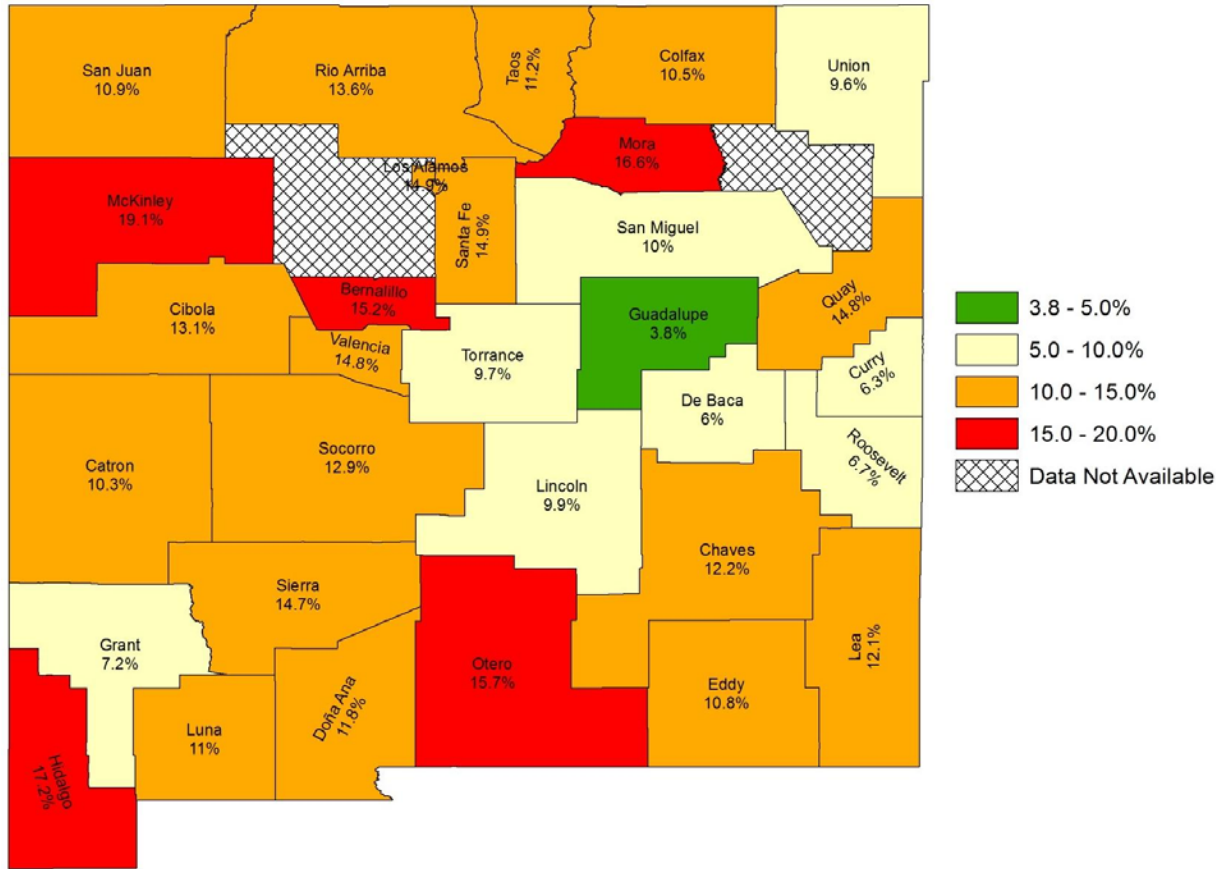 San Juan
10.9%
Rio Arriba
13.6%
Taos
11.2%
Colfax
10.5%
Union
9.6%
Mora
16.6%
Los Alamos
14.9%
McKinley
19.1%
Santa Fe
14.9%
San Miguel
10%
Quay
14.8%
Bernalillo
15.2%
Cibola
13.1%
Guadalupe
3.8%
Valencia
14.8%
Torrance
9.7%
Curry
6.3%
De Baca
6%
Roosevelt
6.7%
Socorro
12.9%
Catron
10.3%
Lincoln
9.9%
Chaves
12.2%
Sierra
14.7%
Grant
7.2%
Otero
15.7%
Lea
12.1%
Eddy
10.8%
Doña Ana
11.8%
Luna
11%
Hidalgo
17.2%
3.8 - 5.0%
5.0 - 10.0%
10.0 - 15.0%
15.0 - 20.0%
Data Not Available